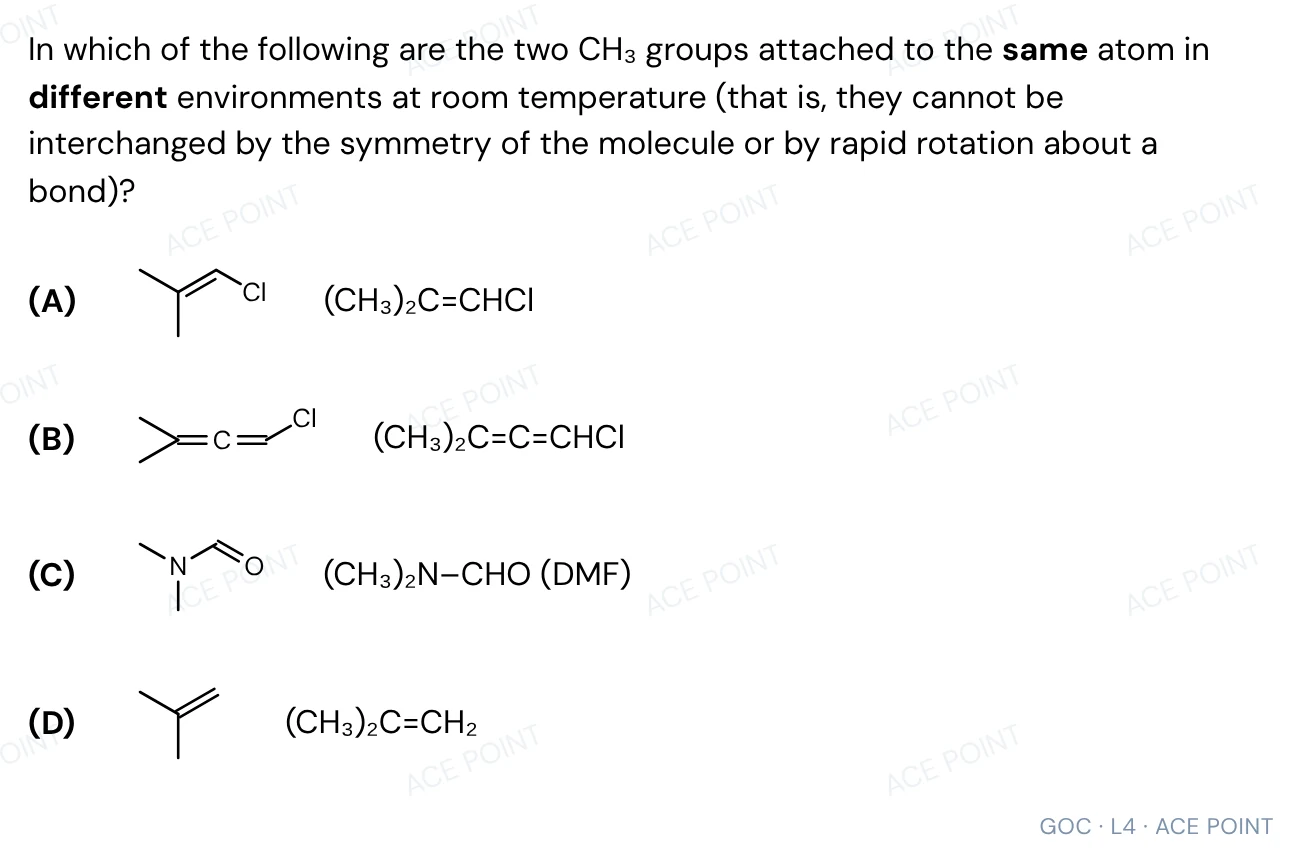 In which of the following are the two CH₃ groups attached to the same atom in
different environments at room temperature (that is, they cannot be
interchanged by the symmetry of the molecule or by rapid rotation about a
bond)?
(A) Cl (CH₃)₂C=CHCl
(B) C Cl (CH₃)₂C=C=CHCl
(C) N O (CH₃)₂N–CHO (DMF)
(D) (CH₃)₂C=CH₂
GOC · L4 · ACE POINT
ACE POINT